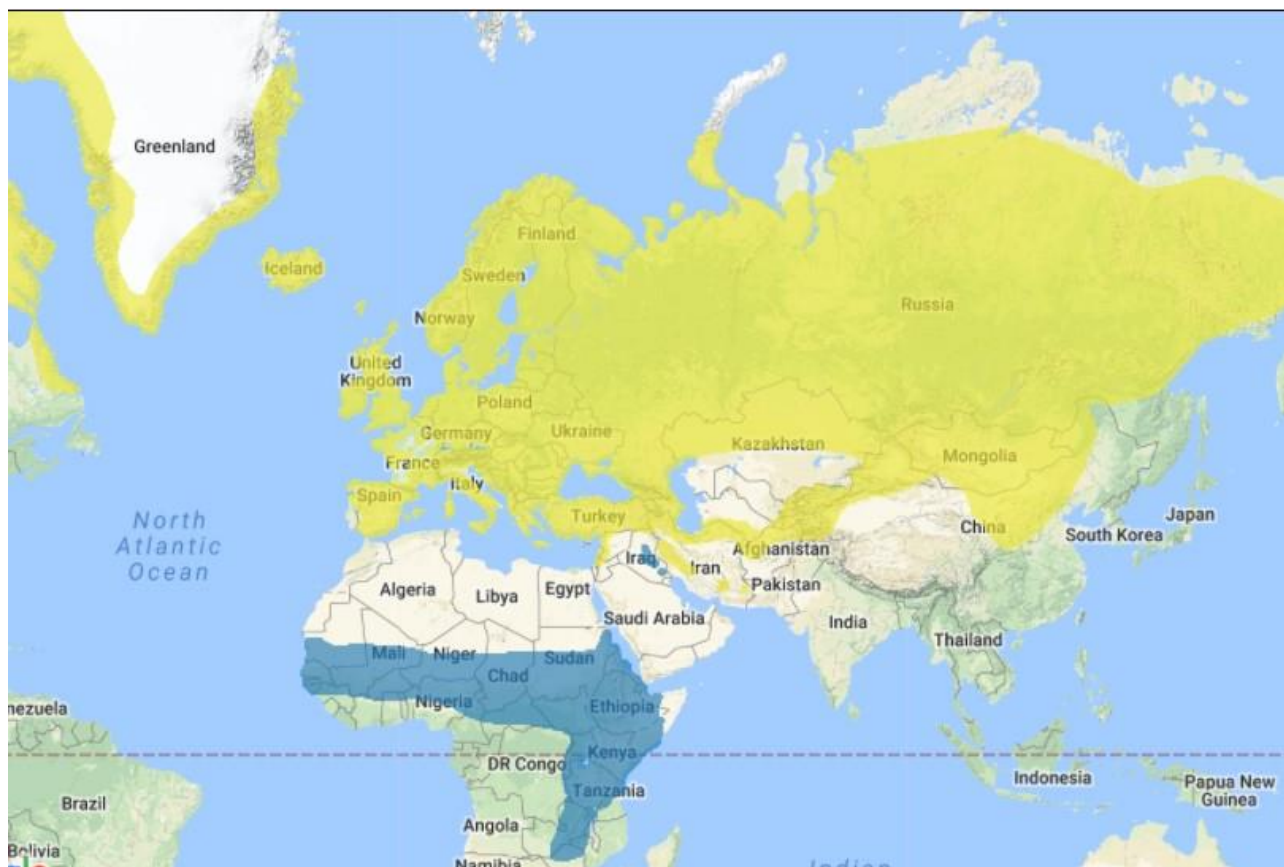 Greenland
Iceland
Finland
Sweden
Norway
Russia
United
Kingdom
Poland
Germany
Ukraine
France
Kazakhstan
Mongolia
Italy
Spain
Turkey
North
Atlantic
Ocean
China
Japan
South Korea
Afghanistan
Iraq
Iran
Algeria
Libya
Egypt
Pakistan
Saudi Arabia
India
Thailand
Mali
Niger
Sudan
Chad
Nigeria
Ethiopia
nezuela
Kenya
DR Congo
Indonesia
Papua New
Guinea
Tanzania
Brazil
Angola
Bolivia
Namibia
Indian